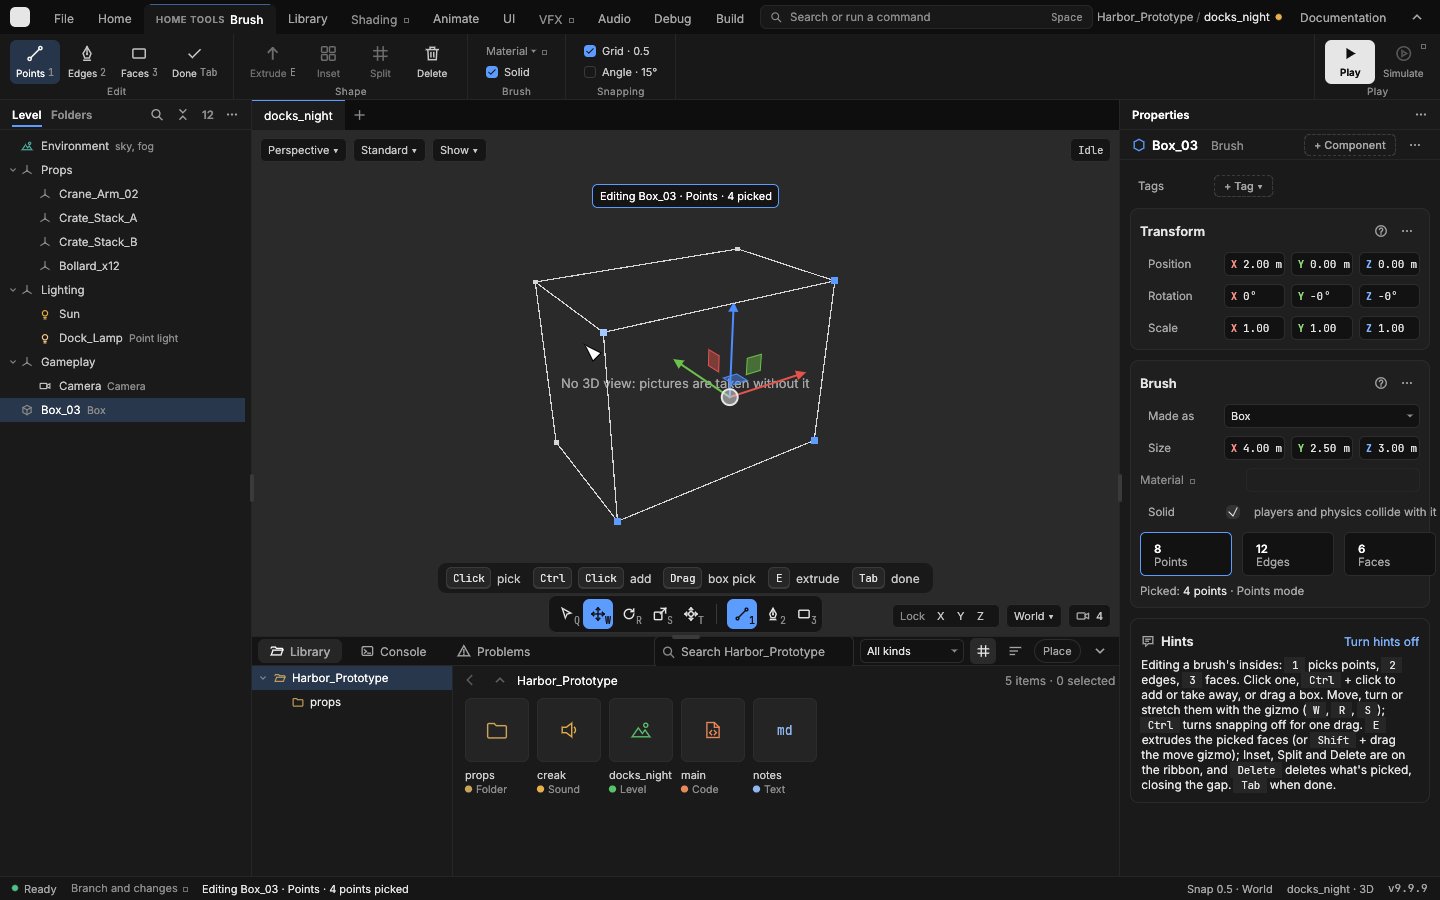 File Home HOME TOOLS Brush Library Shading Animate UI VFX Audio Debug Build Search or run a command Space Harbor_Prototype / docks_night Documentation
Points 1 Edges 2 Faces 3 Done Tab
Edit
Extrude E Inset Split Delete
Shape
Material
Solid
Brush
Grid · 0.5
Angle · 15°
Snapping
Play Simulate
Play
Level Folders 12
Environment sky, fog
Props
Crane_Arm_02
Crate_Stack_A
Crate_Stack_B
Bollard_x12
Lighting
Sun
Dock_Lamp Point light
Gameplay
Camera Camera
Box_03 Box
docks_night
Perspective Standard Show Idle
Editing Box_03 · Points · 4 picked
No 3D view: pictures are taken without it
Click pick Ctrl Click add Drag box pick E extrude Tab done
Q W R S T 1 2 3
Lock X Y Z World 4
Library Console Problems Search Harbor_Prototype All kinds Place
Harbor_Prototype
props
Harbor_Prototype 5 items · 0 selected
md
props creak docks_night main notes
Folder Sound Level Code Text
Properties
Box_03 Brush + Component
Tags + Tag
Transform
Position X 2.00 m Y 0.00 m Z 0.00 m
Rotation X 0° Y -0° Z -0°
Scale X 1.00 Y 1.00 Z 1.00
Brush
Made as Box
Size X 4.00 m Y 2.50 m Z 3.00 m
Material
Solid players and physics collide with it
8 12 6
Points Edges Faces
Picked: 4 points · Points mode
Hints Turn hints off
Editing a brush's insides: 1 picks points, 2
edges, 3 faces. Click one, Ctrl + click to
add or take away, or drag a box. Move, turn or
stretch them with the gizmo ( W , R , S );
Ctrl turns snapping off for one drag. E
extrudes the picked faces (or Shift + drag
the move gizmo); Inset, Split and Delete are on
the ribbon, and Delete deletes what's picked,
closing the gap. Tab when done.
Ready Branch and changes Editing Box_03 · Points · 4 points picked Snap 0.5 · World docks_night · 3D v9.9.9